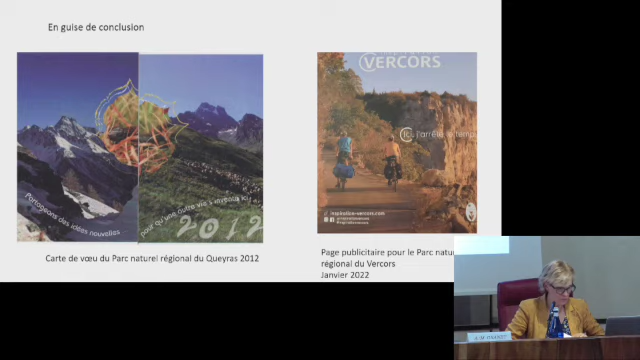 En guise de conclusion
VERCORS
ici, j'arrête le temps
Partageons des idées nouvelles
pour qu'une autre vie s'invente ici
2012
// inspiration-vercors.com
Carte de vœu du Parc naturel régional du Queyras 2012
Page publicitaire pour le Parc natu
régional du Vercors
Janvier 2022